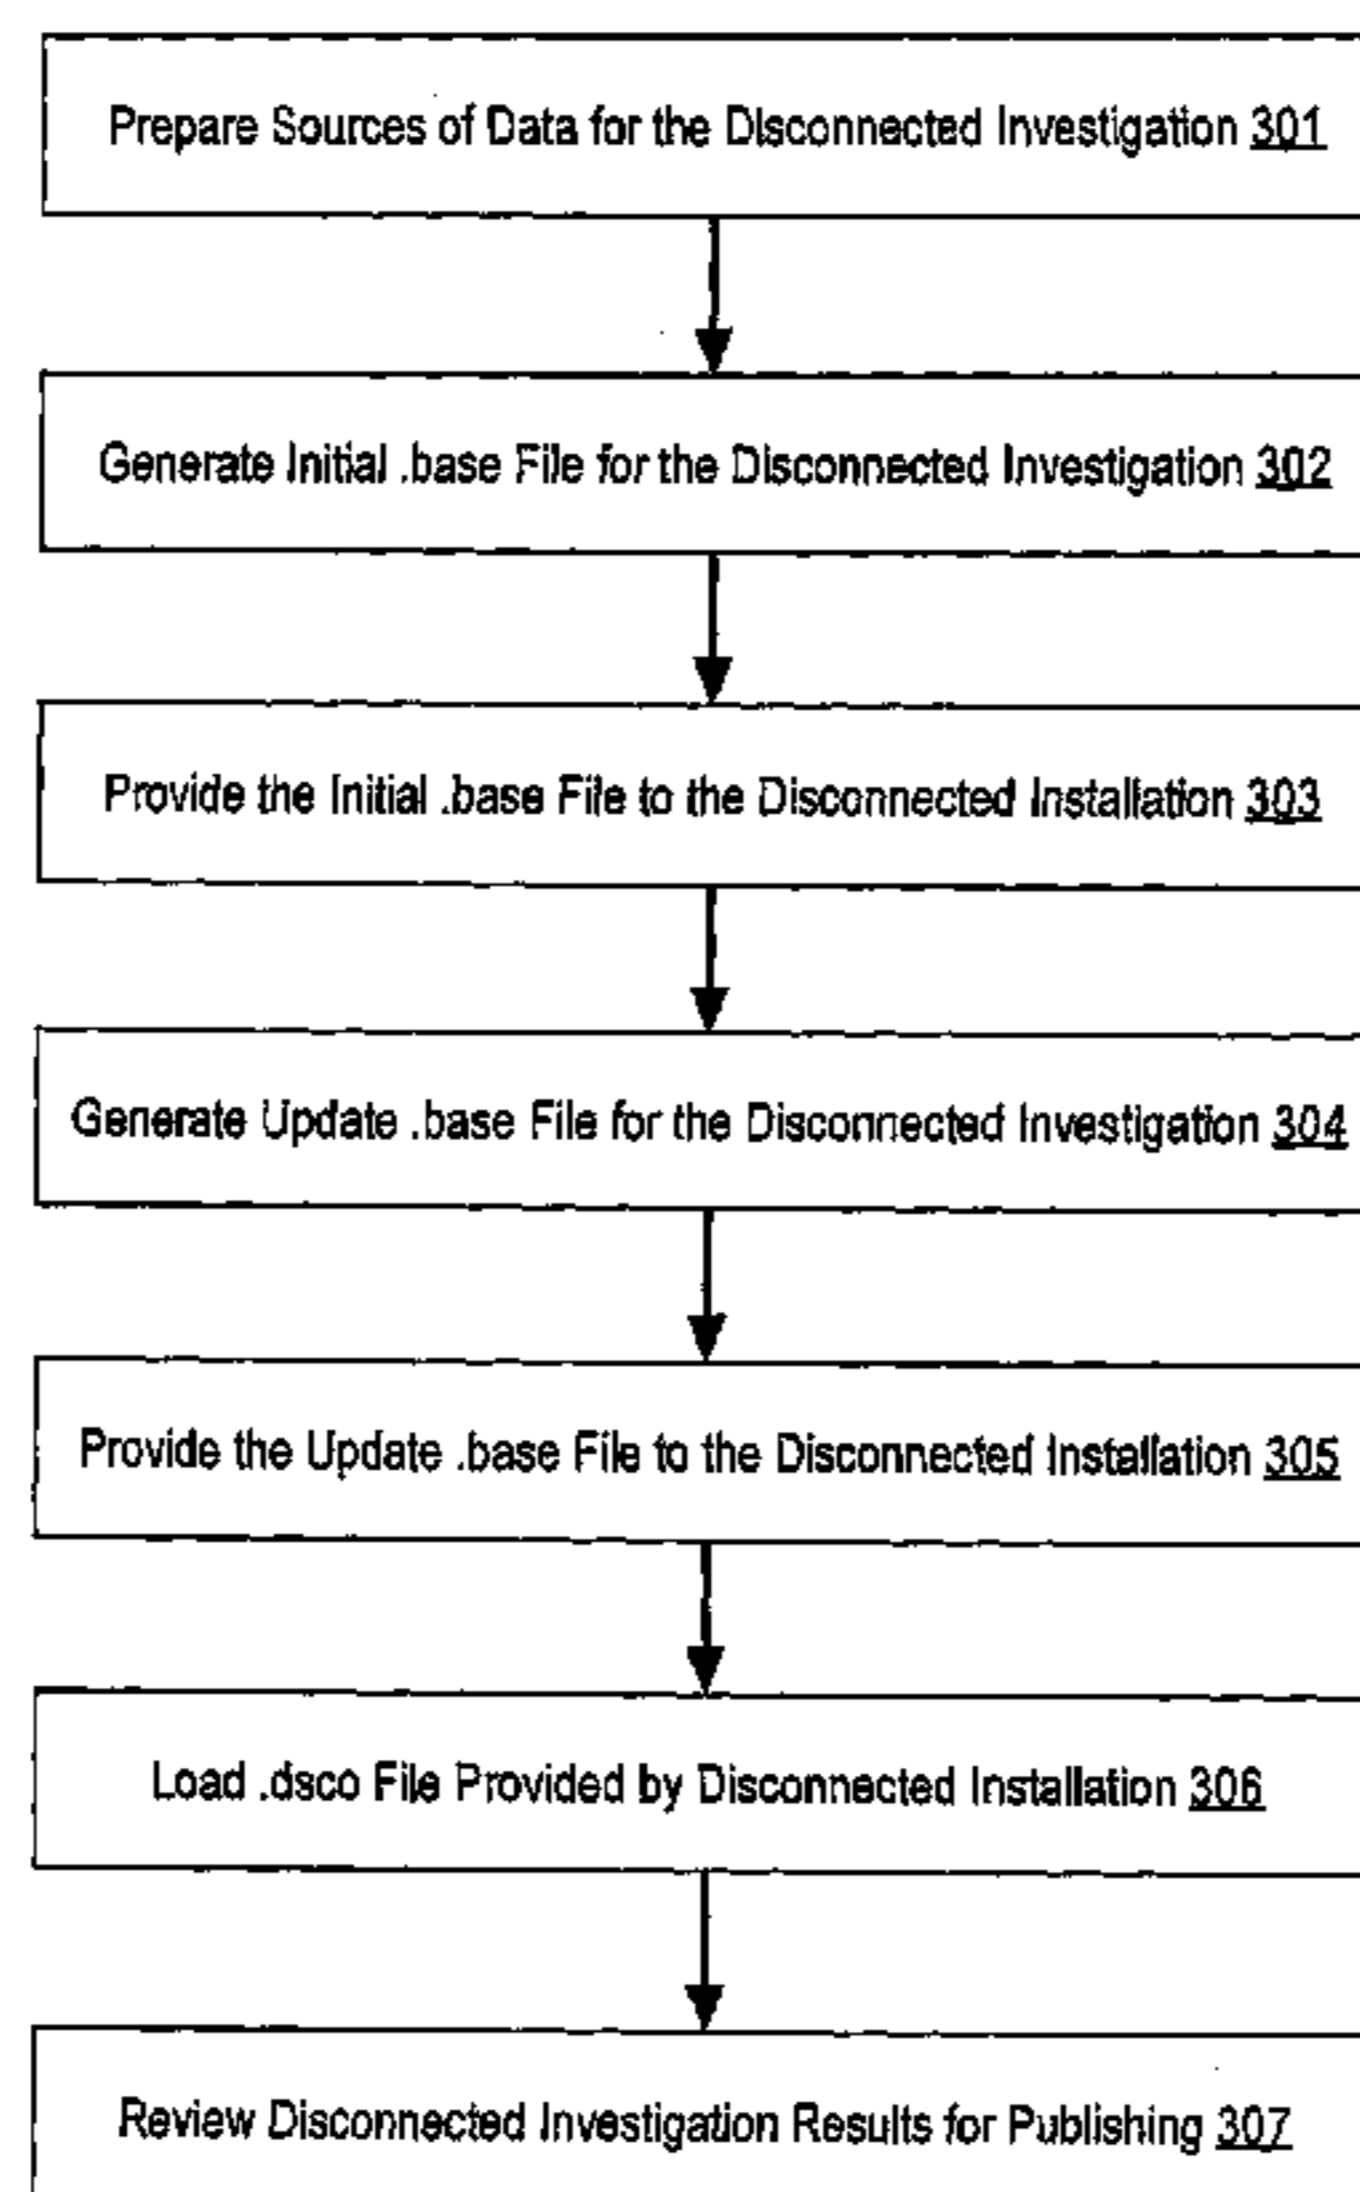 Prepare Sources of Data for the Disconnected Investigation 301
Generate Initial .base File for the Disconnected Investigation 302
Provide the Initial .base File to the Disconnected Installation 303
Generate Update .base File for the Disconnected Investigation 304
Provide the Update .base File to the Disconnected Installation 305
Load .dsco File Provided by Disconnected Installation 306
Review Disconnected Investigation Results for Publishing 307